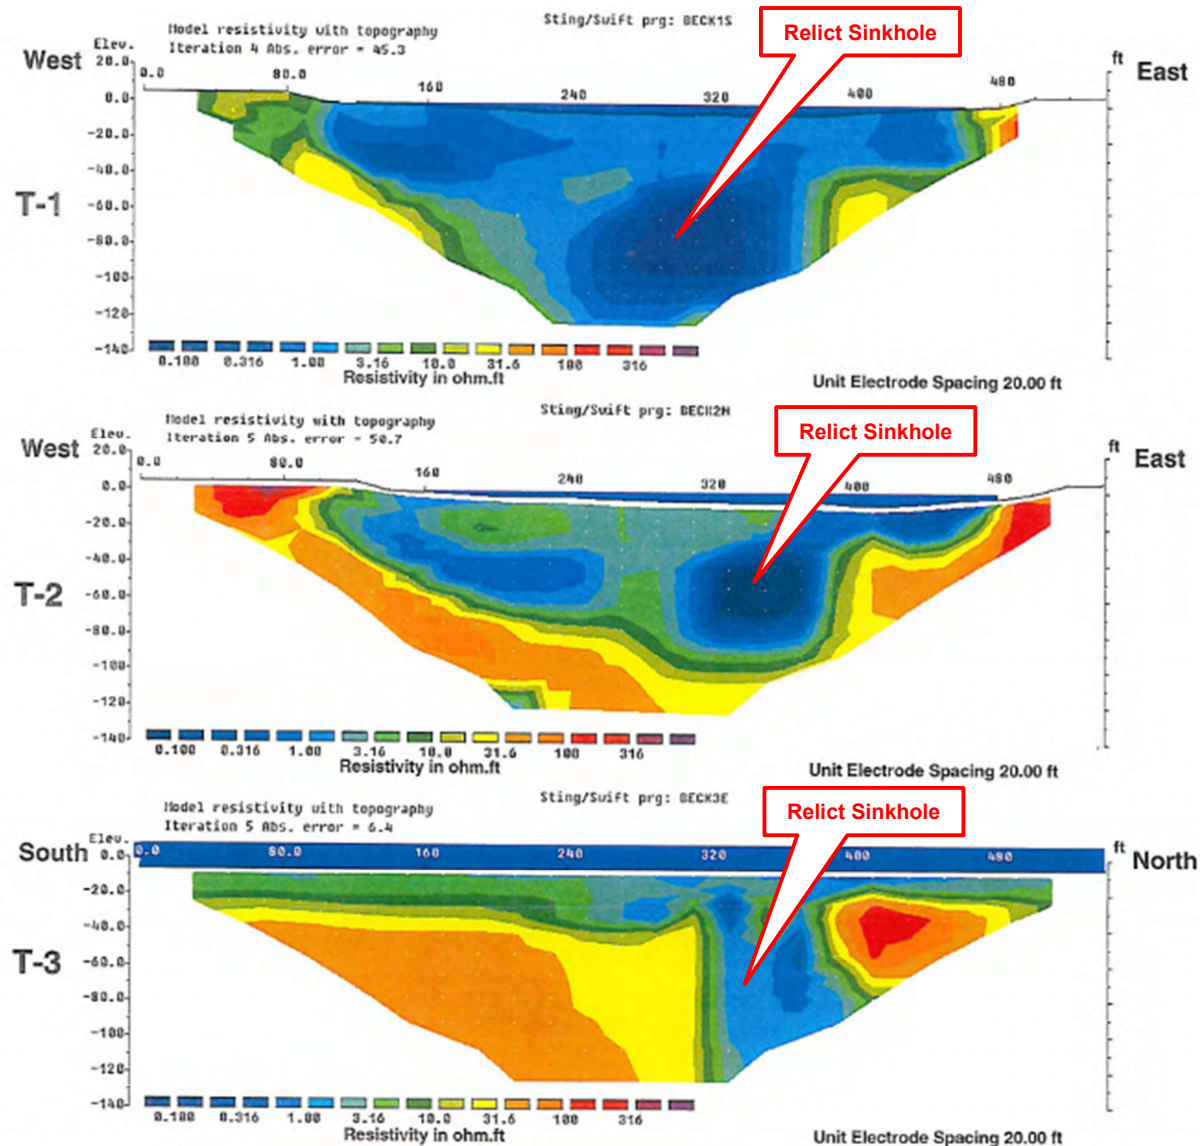 Model resistivity with topography
Sting/Swift prg: BECK1S
Relict Sinkhole
Iteration 4 Abs. error = 45.3
West
Elev.
ft
East
20.0
0.0
80.0
160
240
320
400
480
0.0
-20.0
-40.0
T-1
-60.0
-80.0
-100
-120
-140
0.100 0.316 1.00 3.16 10.0 31.6 100 316
Resistivity in ohm.ft
Unit Electrode Spacing 20.00 ft
Model resistivity with topography
Sting/Swift prg: BECK2N
Relict Sinkhole
Iteration 5 Abs. error = 50.7
West
Elev.
ft
East
20.0
0.0
80.0
160
240
320
400
480
0.0
-20.0
-40.0
T-2
-60.0
-80.0
-100
-120
-140
0.100 0.316 1.00 3.16 10.0 31.6 100 316
Resistivity in ohm.ft
Unit Electrode Spacing 20.00 ft
Model resistivity with topography
Sting/Swift prg: BECK3E
Relict Sinkhole
Iteration 5 Abs. error = 6.4
South
Elev.
ft
North
0.0
0.0 80.0 160 240 320 400 480
-20.0
-40.0
T-3
-60.0
-80.0
-100
-120
-140
0.100 0.316 1.00 3.16 10.0 31.6 100 316
Resistivity in ohm.ft
Unit Electrode Spacing 20.00 ft